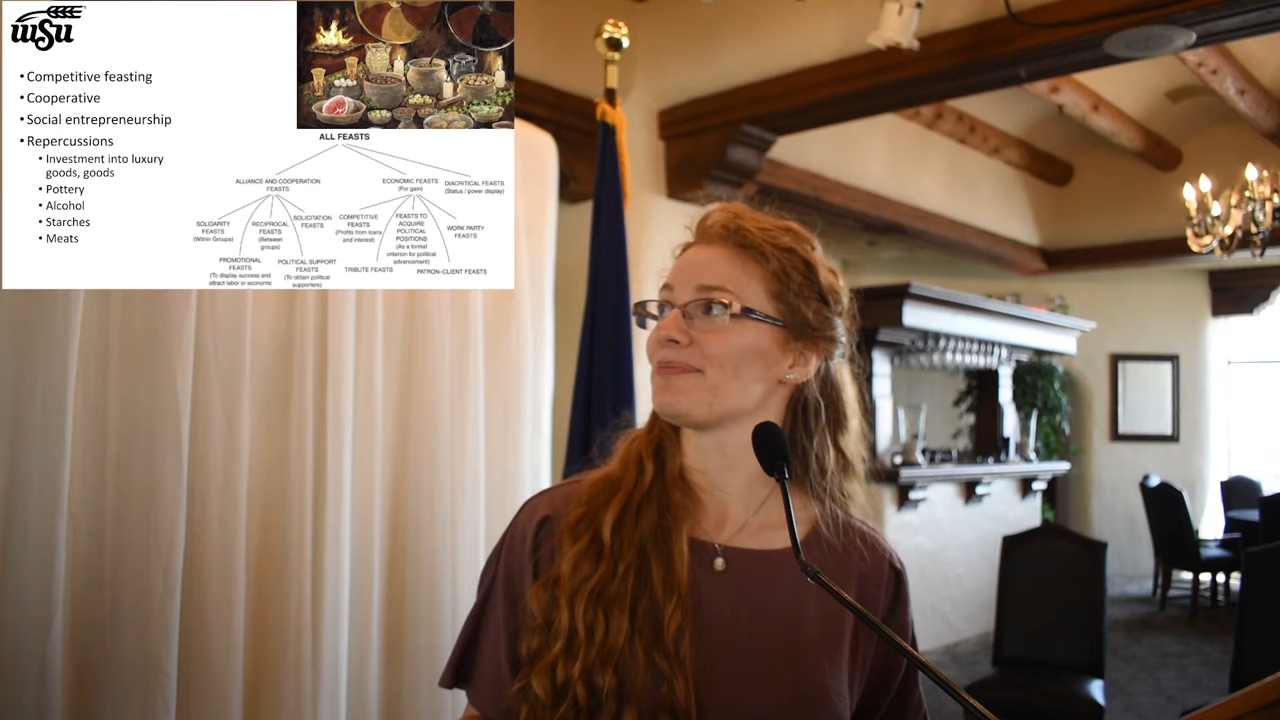 wsu
• Competitive feasting
• Cooperative
• Social entrepreneurship
• Repercussions
• Investment into luxury
goods, goods
• Pottery
• Alcohol
• Starches
• Meats
ALL FEASTS
ALLIANCE AND COOPERATION
FEASTS
ECONOMIC FEASTS
(For gain)
DIACRITICAL FEASTS
(Status / power display)
SOLIDARITY
FEASTS
(Within Groups)
RECIPROCAL
FEASTS
(Between
groups)
SOLICITATION
FEASTS
COMPETITIVE
FEASTS
(Profits from loans
and interest)
FEASTS TO
ACQUIRE
POLITICAL
POSITIONS
(As a formal
criterion for political
advancement)
WORK PARTY
FEASTS
PROMOTIONAL
FEASTS
(To display success and
attract labor or economic
POLITICAL SUPPORT
FEASTS
(To obtain political
supporters)
TRIBUTE FEASTS
PATRON-CLIENT FEASTS